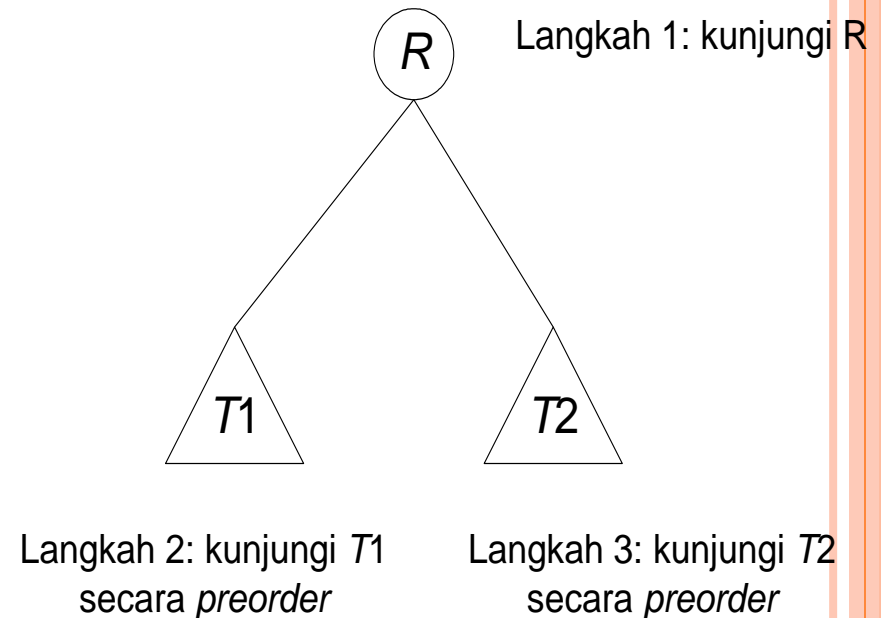 R
Langkah 1: kunjungi R
T1
T2
Langkah 2: kunjungi T1
secara preorder
Langkah 3: kunjungi T2
secara preorder